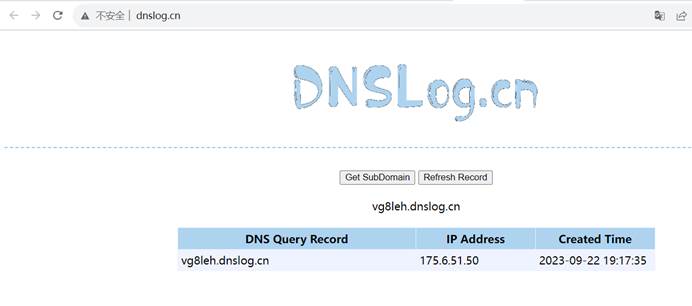 不安全 | dnslog.cn
DNSLog.cn
Get SubDomain Refresh Record
vg8leh.dnslog.cn
DNS Query Record IP Address Created Time
vg8leh.dnslog.cn 175.6.51.50 2023-09-22 19:17:35